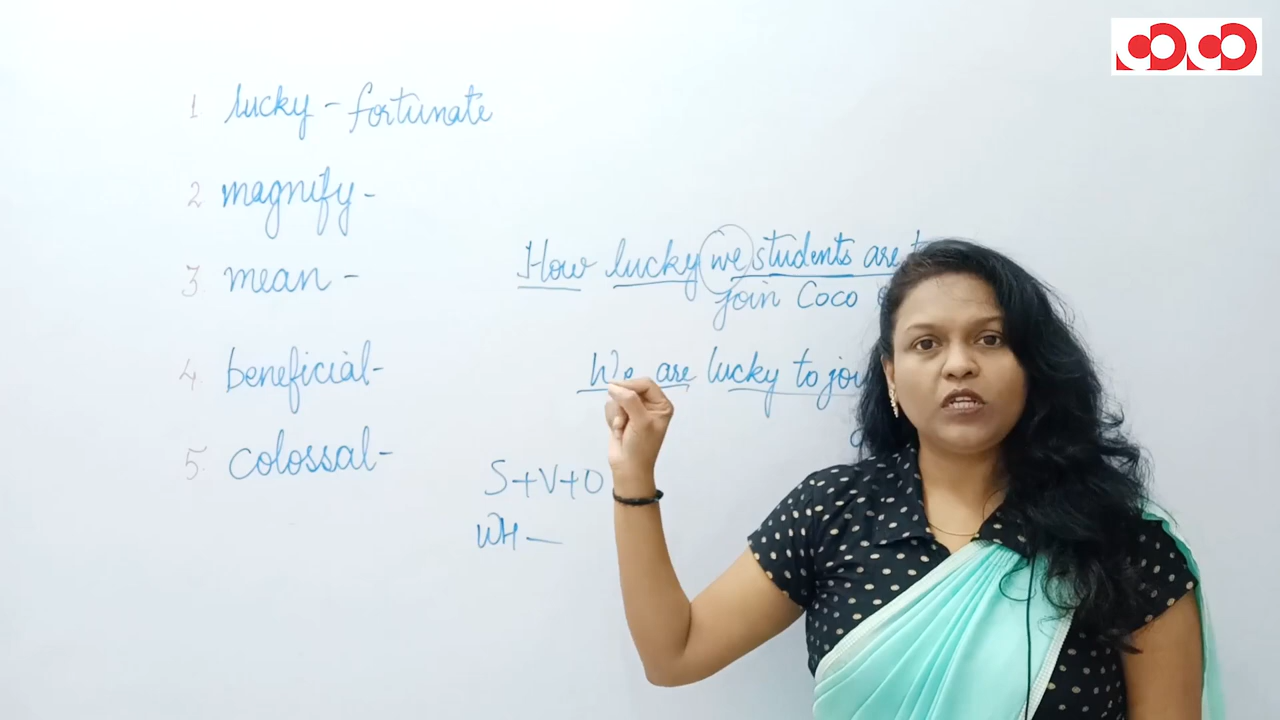 1 lucky - fortunate
2 magnify -
3 mean -
4 beneficial -
5 colossal -
How lucky we students are
join Coco
We are lucky to join
S+V+O
WH -